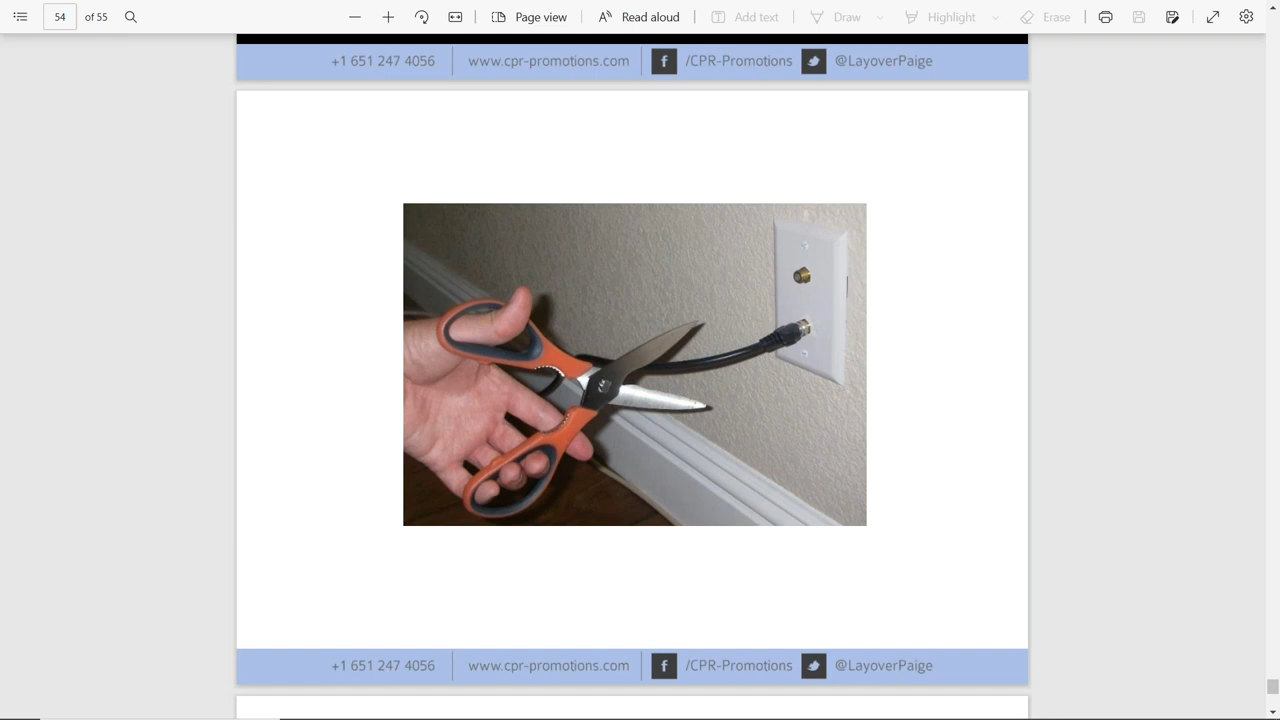 54 of 55 Page view Read aloud Add text Draw Highlight Erase
+1 651 247 4056 www.cpr-promotions.com f /CPR-Promotions @LayoverPaige
+1 651 247 4056 www.cpr-promotions.com f /CPR-Promotions @LayoverPaige